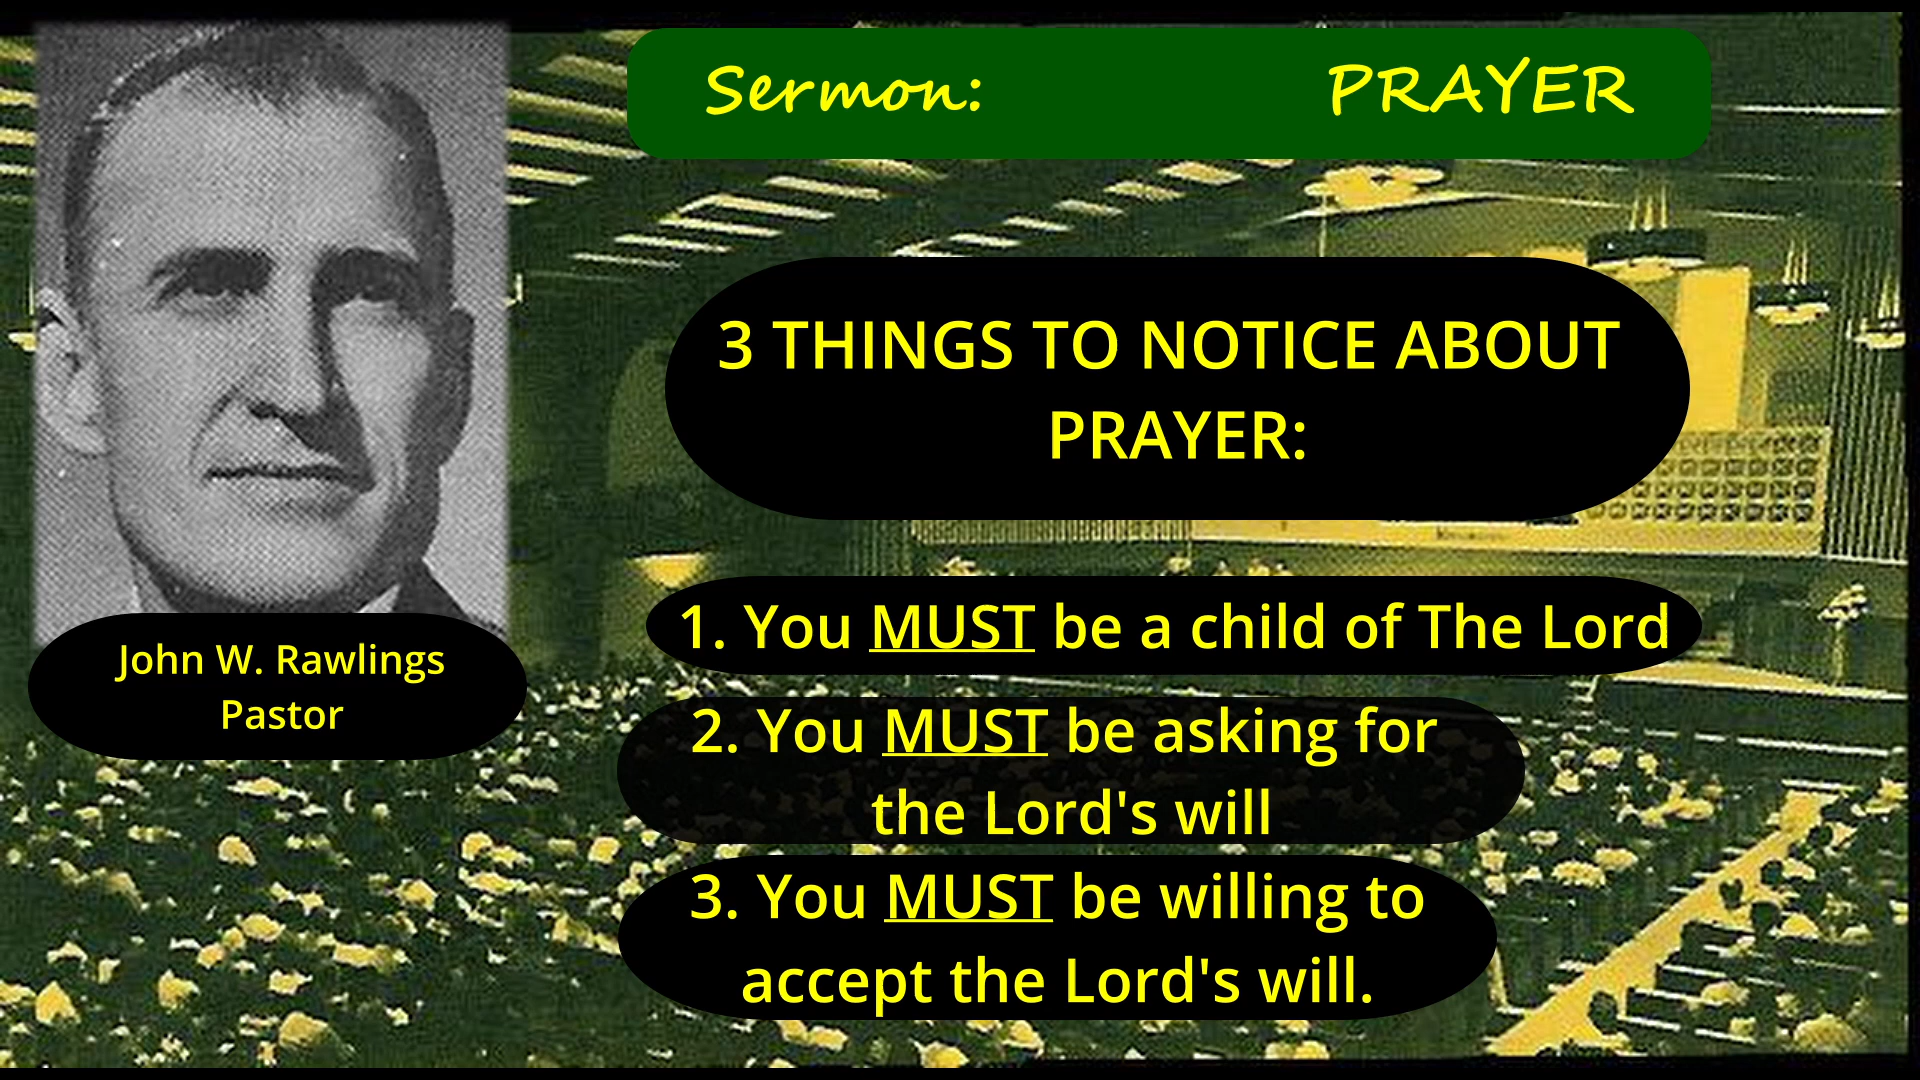 Sermon: PRAYER
3 THINGS TO NOTICE ABOUT
PRAYER:
1. You MUST be a child of The Lord
John W. Rawlings
Pastor
2. You MUST be asking for
the Lord's will
3. You MUST be willing to
accept the Lord's will.